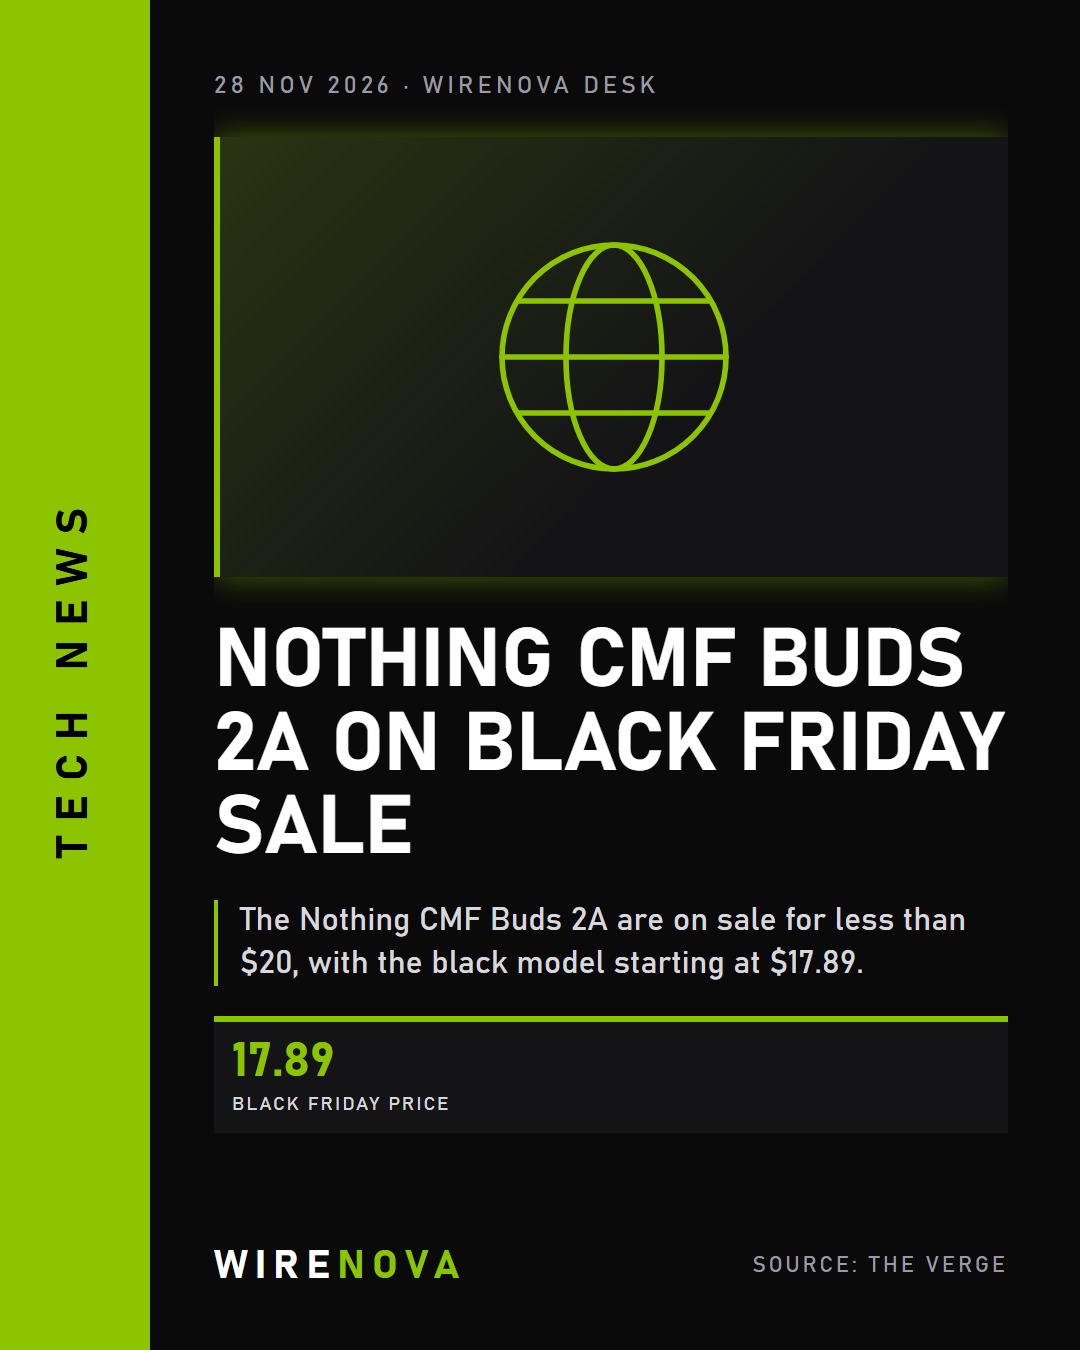 28 NOV 2026 · WIRENOVA DESK
TECH NEWS
NOTHING CMF BUDS
2A ON BLACK FRIDAY
SALE
The Nothing CMF Buds 2A are on sale for less than
$20, with the black model starting at $17.89.
17.89
BLACK FRIDAY PRICE
WIRENOVA
SOURCE: THE VERGE